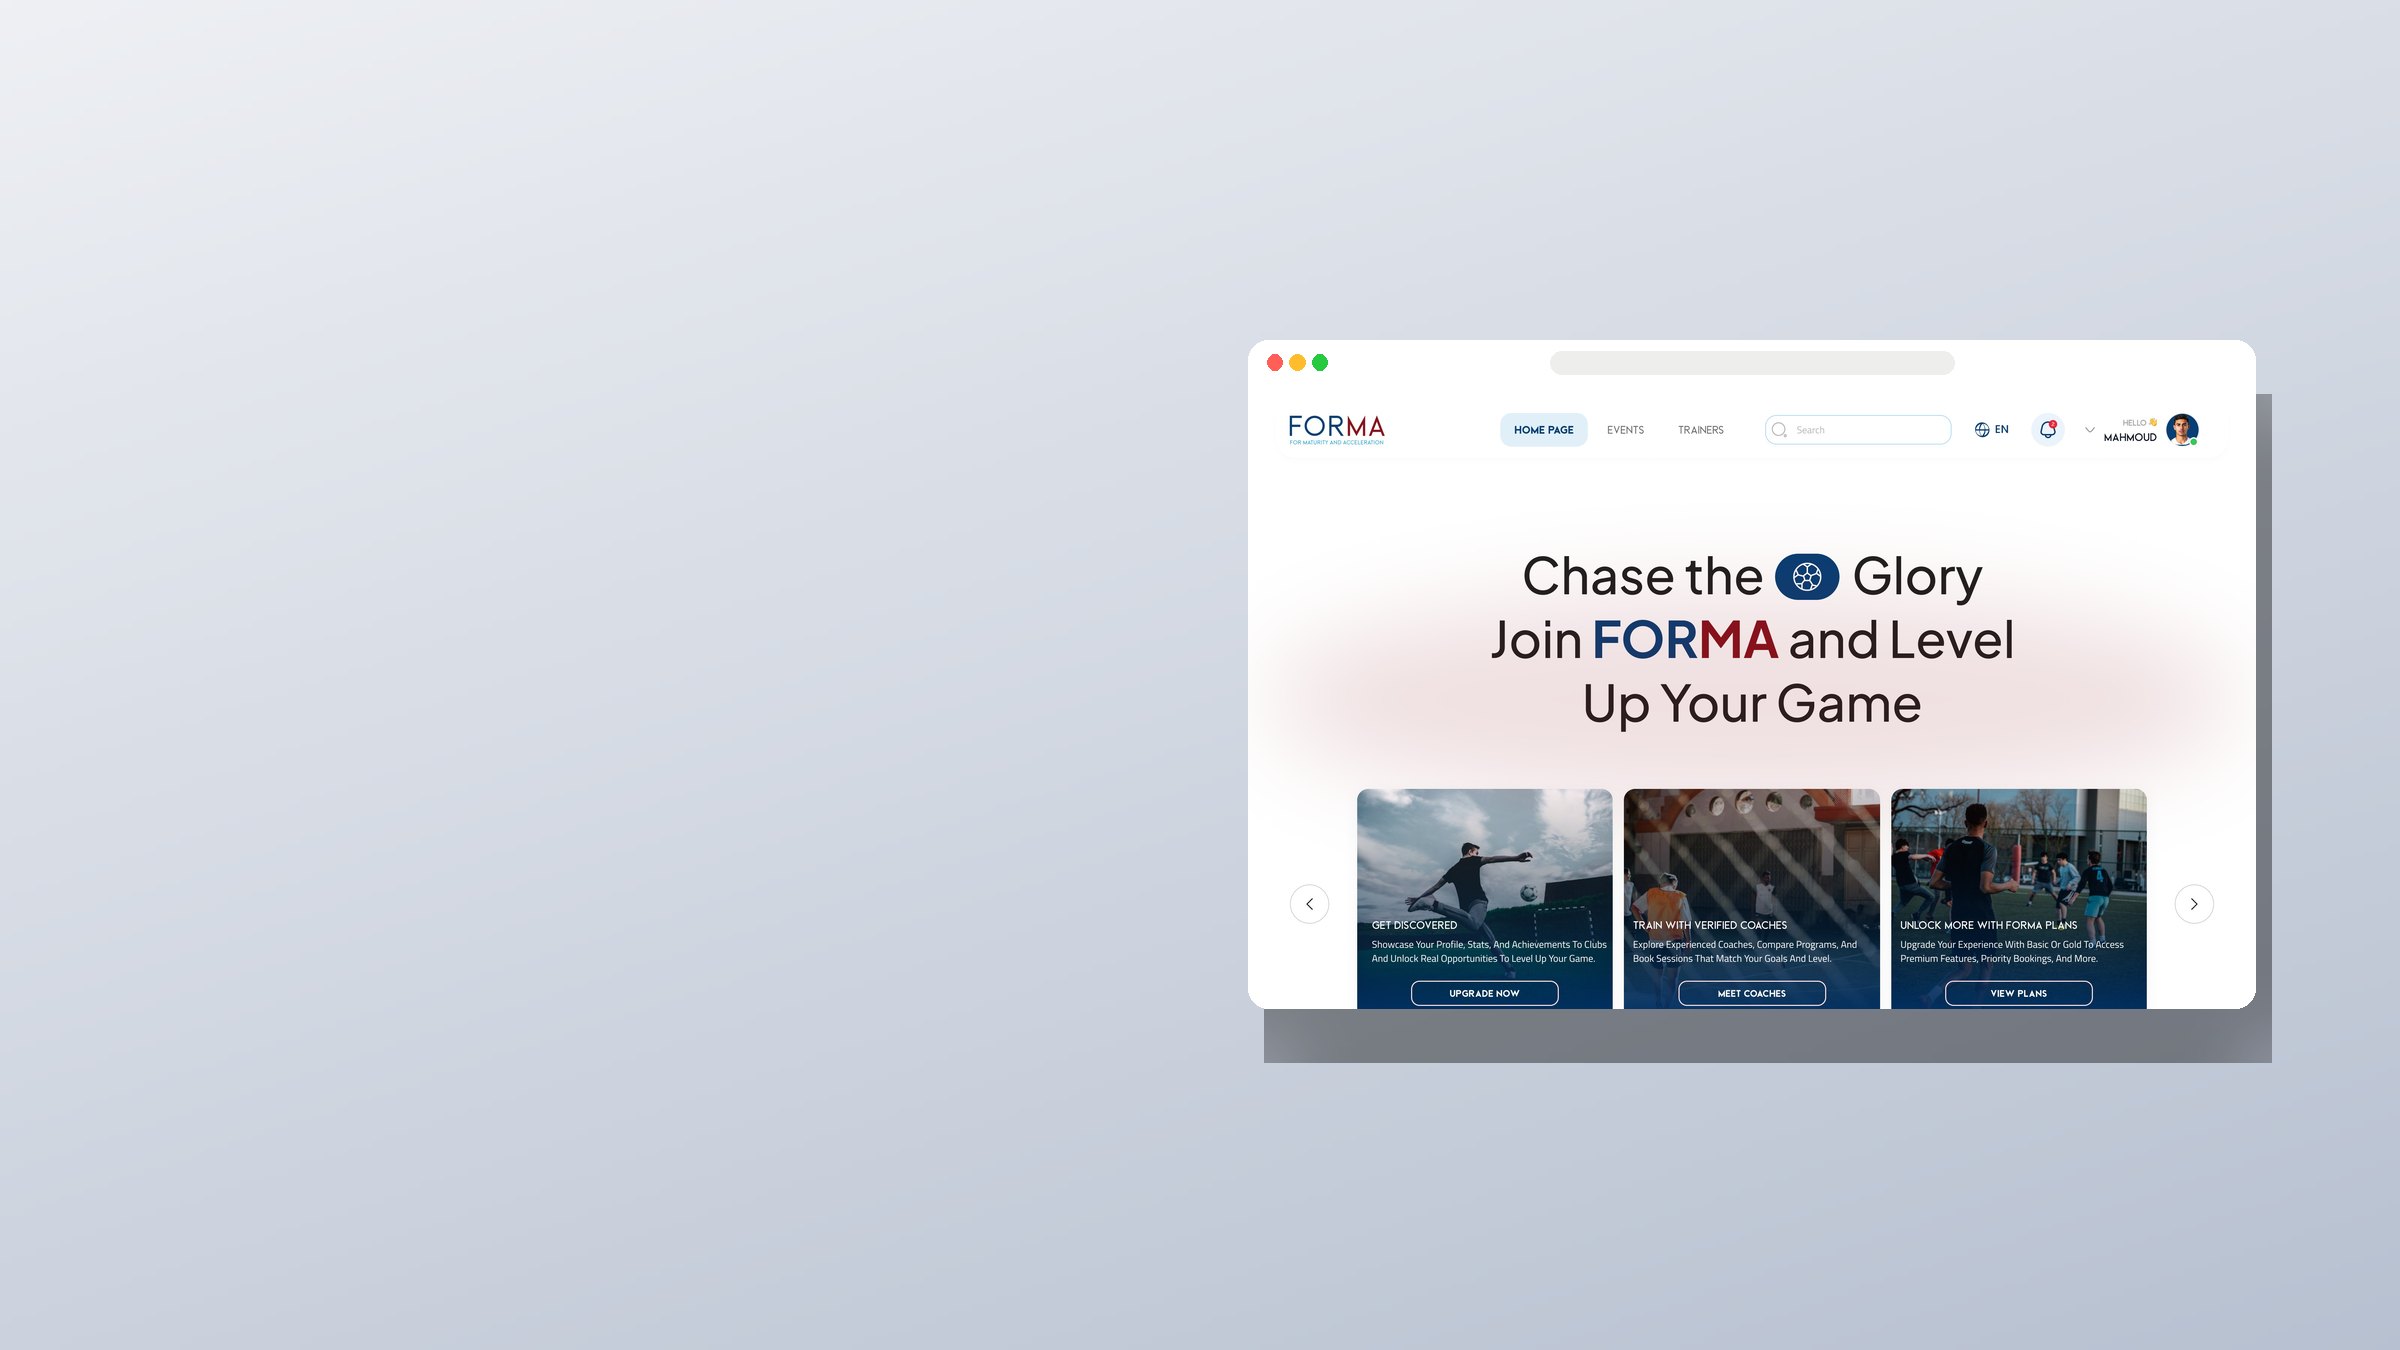 FORMA
FOR MATURITY AND ACCELERATION
HOME PAGE
EVENTS
TRAINERS
Search
EN
2
HELLO 👋
MAHMOUD
Chase the Glory
Join FORMA and Level
Up Your Game
GET DISCOVERED
Showcase Your Profile, Stats, And Achievements To Clubs
And Unlock Real Opportunities To Level Up Your Game.
UPGRADE NOW
TRAIN WITH VERIFIED COACHES
Explore Experienced Coaches, Compare Programs, And
Book Sessions That Match Your Goals And Level.
MEET COACHES
UNLOCK MORE WITH FORMA PLANS
Upgrade Your Experience With Basic Or Gold To Access
Premium Features, Priority Bookings, And More.
VIEW PLANS